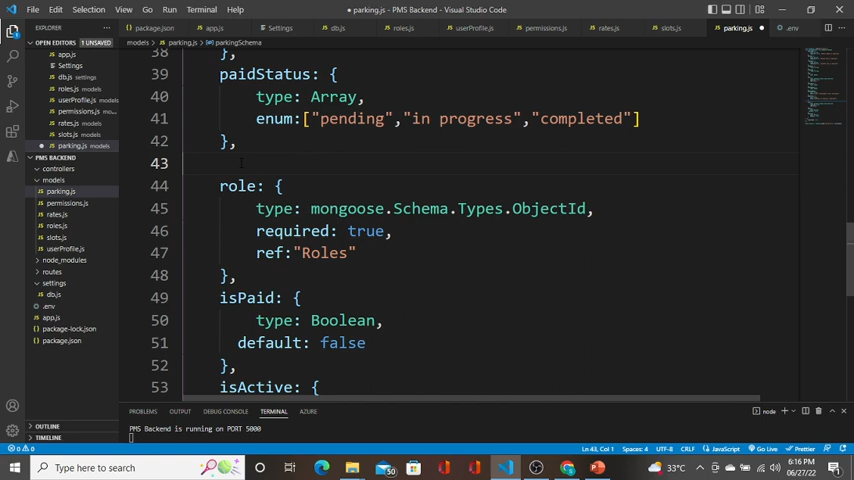 File Edit Selection View Go Run Terminal Help
● parking.js - PMS Backend - Visual Studio Code
EXPLORER
package.json
app.js
Settings
db.js
roles.js
userProfile.js
permissions.js
rates.js
slots.js
parking.js
.env
OPEN EDITORS 1 UNSAVED
app.js
Settings
db.js settings
roles.js models
userProfile.js models
permissions.js mo...
rates.js models
slots.js models
parking.js models
PMS BACKEND
controllers
models
parking.js
permissions.js
rates.js
roles.js
slots.js
userProfile.js
node_modules
routes
settings
db.js
.env
app.js
package-lock.json
package.json
OUTLINE
TIMELINE
models > parking.js > parkingSchema
38 },
39 paidStatus: {
40 type: Array,
41 enum:["pending","in progress","completed"]
42 },
43
44 role: {
45 type: mongoose.Schema.Types.ObjectId,
46 required: true,
47 ref:"Roles"
48 },
49 isPaid: {
50 type: Boolean,
51 default: false
52 },
53 isActive: {
PROBLEMS OUTPUT DEBUG CONSOLE TERMINAL AZURE
node
PMS Backend is running on PORT 5000
0 0
Ln 43, Col 1 Spaces: 4 UTF-8 CRLF JavaScript Go Live Prettier
Type here to search
50
33°C
6:16 PM
06/27/22